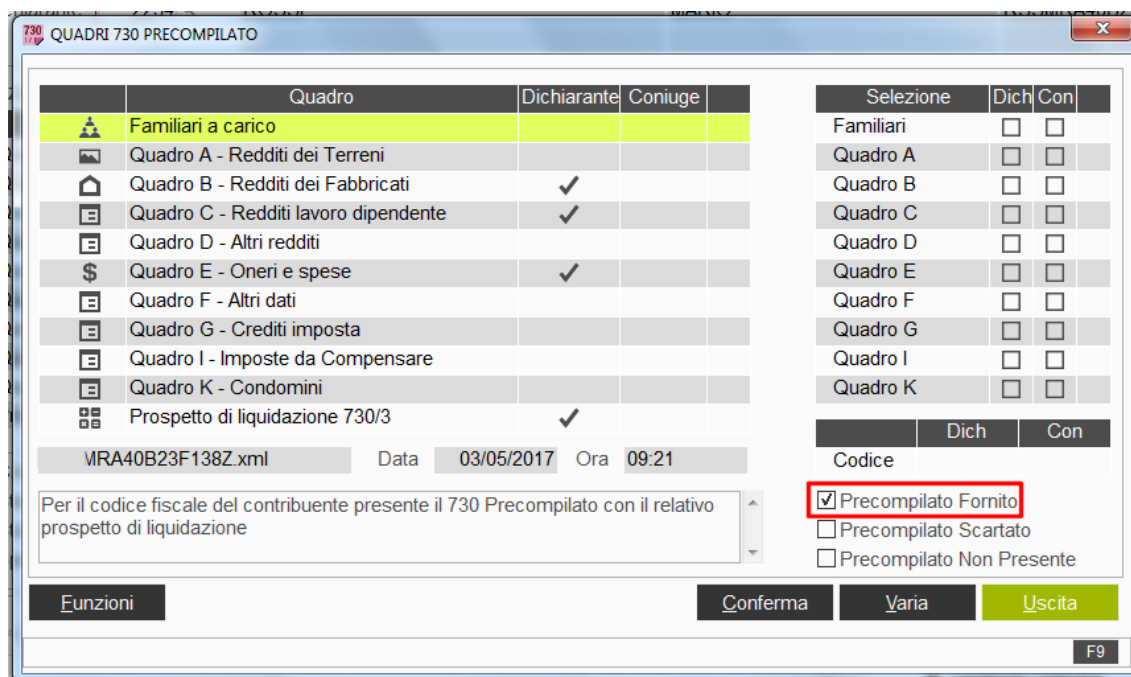 730 QUADRI 730 PRECOMPILATO
Quadro Dichiarante Coniuge
Familiari a carico
Quadro A - Redditi dei Terreni
Quadro B - Redditi dei Fabbricati
Quadro C - Redditi lavoro dipendente
Quadro D - Altri redditi
Quadro E - Oneri e spese
Quadro F - Altri dati
Quadro G - Crediti imposta
Quadro I - Imposte da Compensare
Quadro K - Condomini
Prospetto di liquidazione 730/3
MRA40B23F138Z.xml Data 03/05/2017 Ora 09:21
Per il codice fiscale del contribuente presente il 730 Precompilato con il relativo
prospetto di liquidazione
Selezione Dich Con
Familiari
Quadro A
Quadro B
Quadro C
Quadro D
Quadro E
Quadro F
Quadro G
Quadro I
Quadro K
Dich Con
Codice
Precompilato Fornito
Precompilato Scartato
Precompilato Non Presente
Funzioni Conferma Varia Uscita
F9